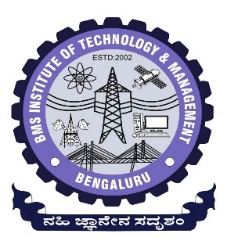 BMS INSTITUTE OF TECHNOLOGY & MANAGEMENT
ESTD:2002
BENGALURU
ನಹಿ ಜ್ಞಾನೇನ ಸದೃಶಂ